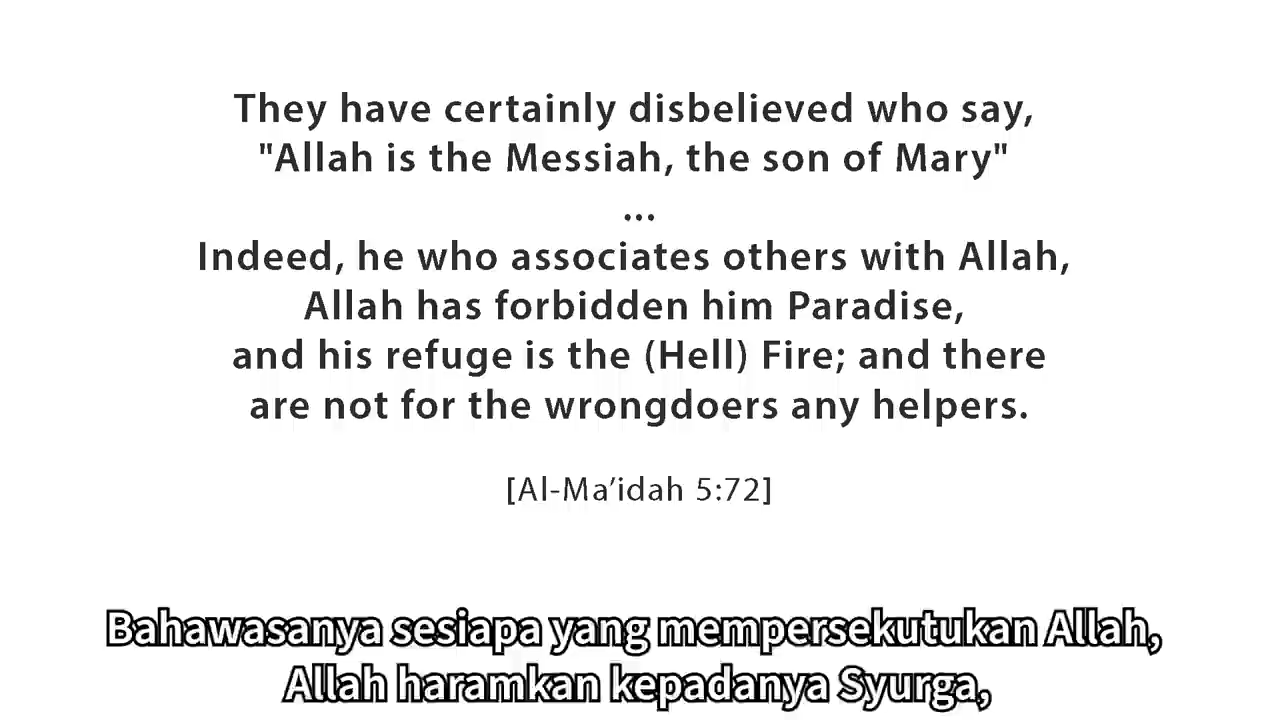 They have certainly disbelieved who say,
"Allah is the Messiah, the son of Mary"
...
Indeed, he who associates others with Allah,
Allah has forbidden him Paradise,
and his refuge is the (Hell) Fire; and there
are not for the wrongdoers any helpers.
[Al-Ma’idah 5:72]
Bahawasanya sesiapa yang mempersekutukan Allah,
Allah haramkan kepadanya Syurga,